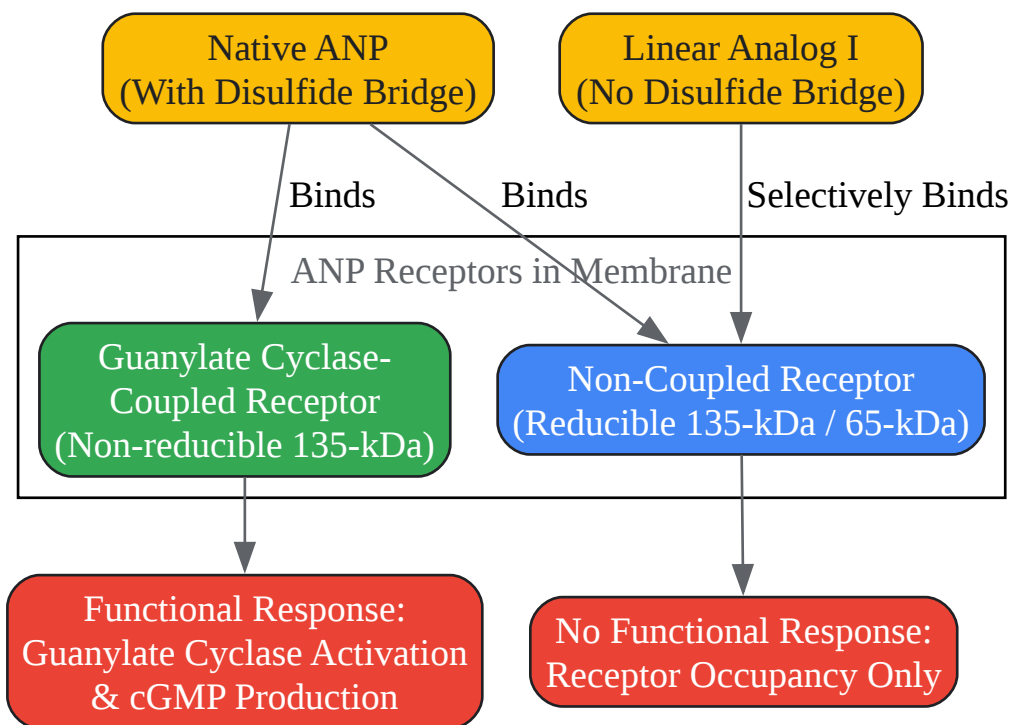 Native ANP
(With Disulfide Bridge)
Linear Analog I
(No Disulfide Bridge)
Binds
Binds
Selectively Binds
ANP Receptors in Membrane
Guanylate Cyclase-
Coupled Receptor
(Non-reducible 135-kDa)
Non-Coupled Receptor
(Reducible 135-kDa / 65-kDa)
Functional Response:
Guanylate Cyclase Activation
& cGMP Production
No Functional Response:
Receptor Occupancy Only